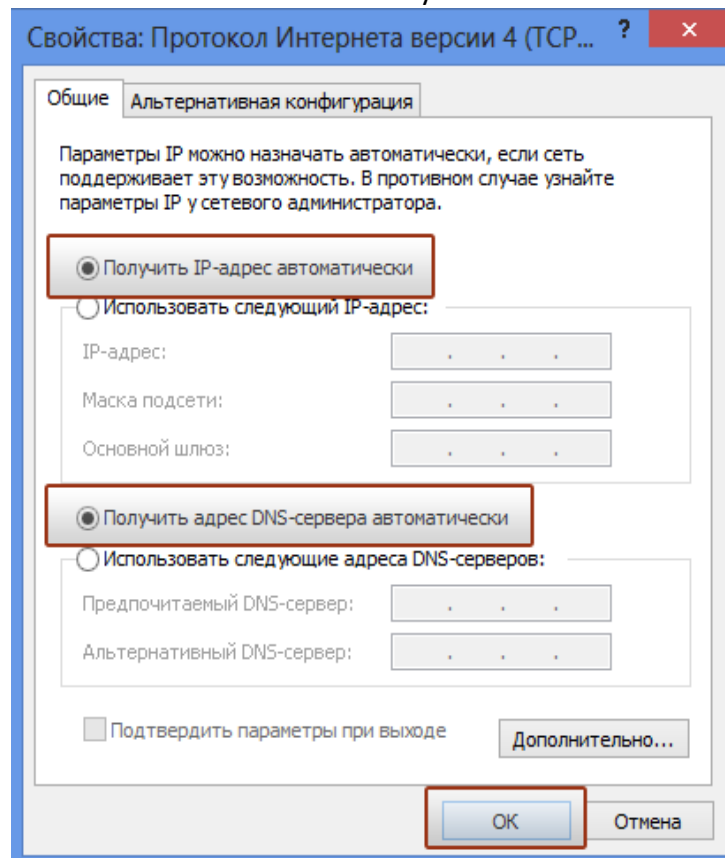 Свойства: Протокол Интернета версии 4 (TCP... ? ×
Общие Альтернативная конфигурация
Параметры IP можно назначать автоматически, если сеть
поддерживает эту возможность. В противном случае узнайте
параметры IP у сетевого администратора.
Получить IP-адрес автоматически
Использовать следующий IP-адрес:
IP-адрес: . . .
Маска подсети: . . .
Основной шлюз: . . .
Получить адрес DNS-сервера автоматически
Использовать следующие адреса DNS-серверов:
Предпочитаемый DNS-сервер: . . .
Альтернативный DNS-сервер: . . .
Подтвердить параметры при выходе Дополнительно...
ОК Отмена